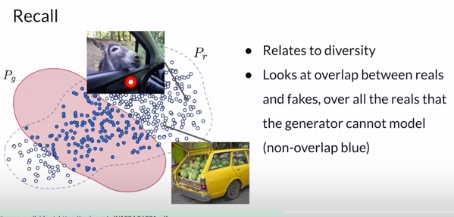 Recall
P_g
P_r
● Relates to diversity
● Looks at overlap between reals
and fakes, over all the reals that
the generator cannot model
(non-overlap blue)